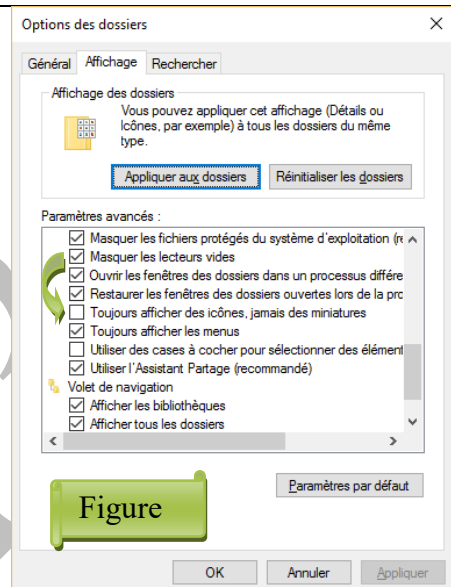 Options des dossiers
Général Affichage Rechercher
Affichage des dossiers
Vous pouvez appliquer cet affichage (Détails ou
Icônes, par exemple) à tous les dossiers du même
type.
Appliquer aux dossiers Réinitialiser les dossiers
Paramètres avancés :
Masquer les fichiers protégés du système d'exploitation (re
Masquer les lecteurs vides
Ouvrir les fenêtres des dossiers dans un processus différe
Restaurer les fenêtres des dossiers ouvertes lors de la proc
Toujours afficher des icônes, jamais des miniatures
Toujours afficher les menus
Utiliser des cases à cocher pour sélectionner des élément
Utiliser l'Assistant Partage (recommandé)
Volet de navigation
Afficher les bibliothèques
Afficher tous les dossiers
Paramètres par défaut
Figure
OK Annuler Appliquer